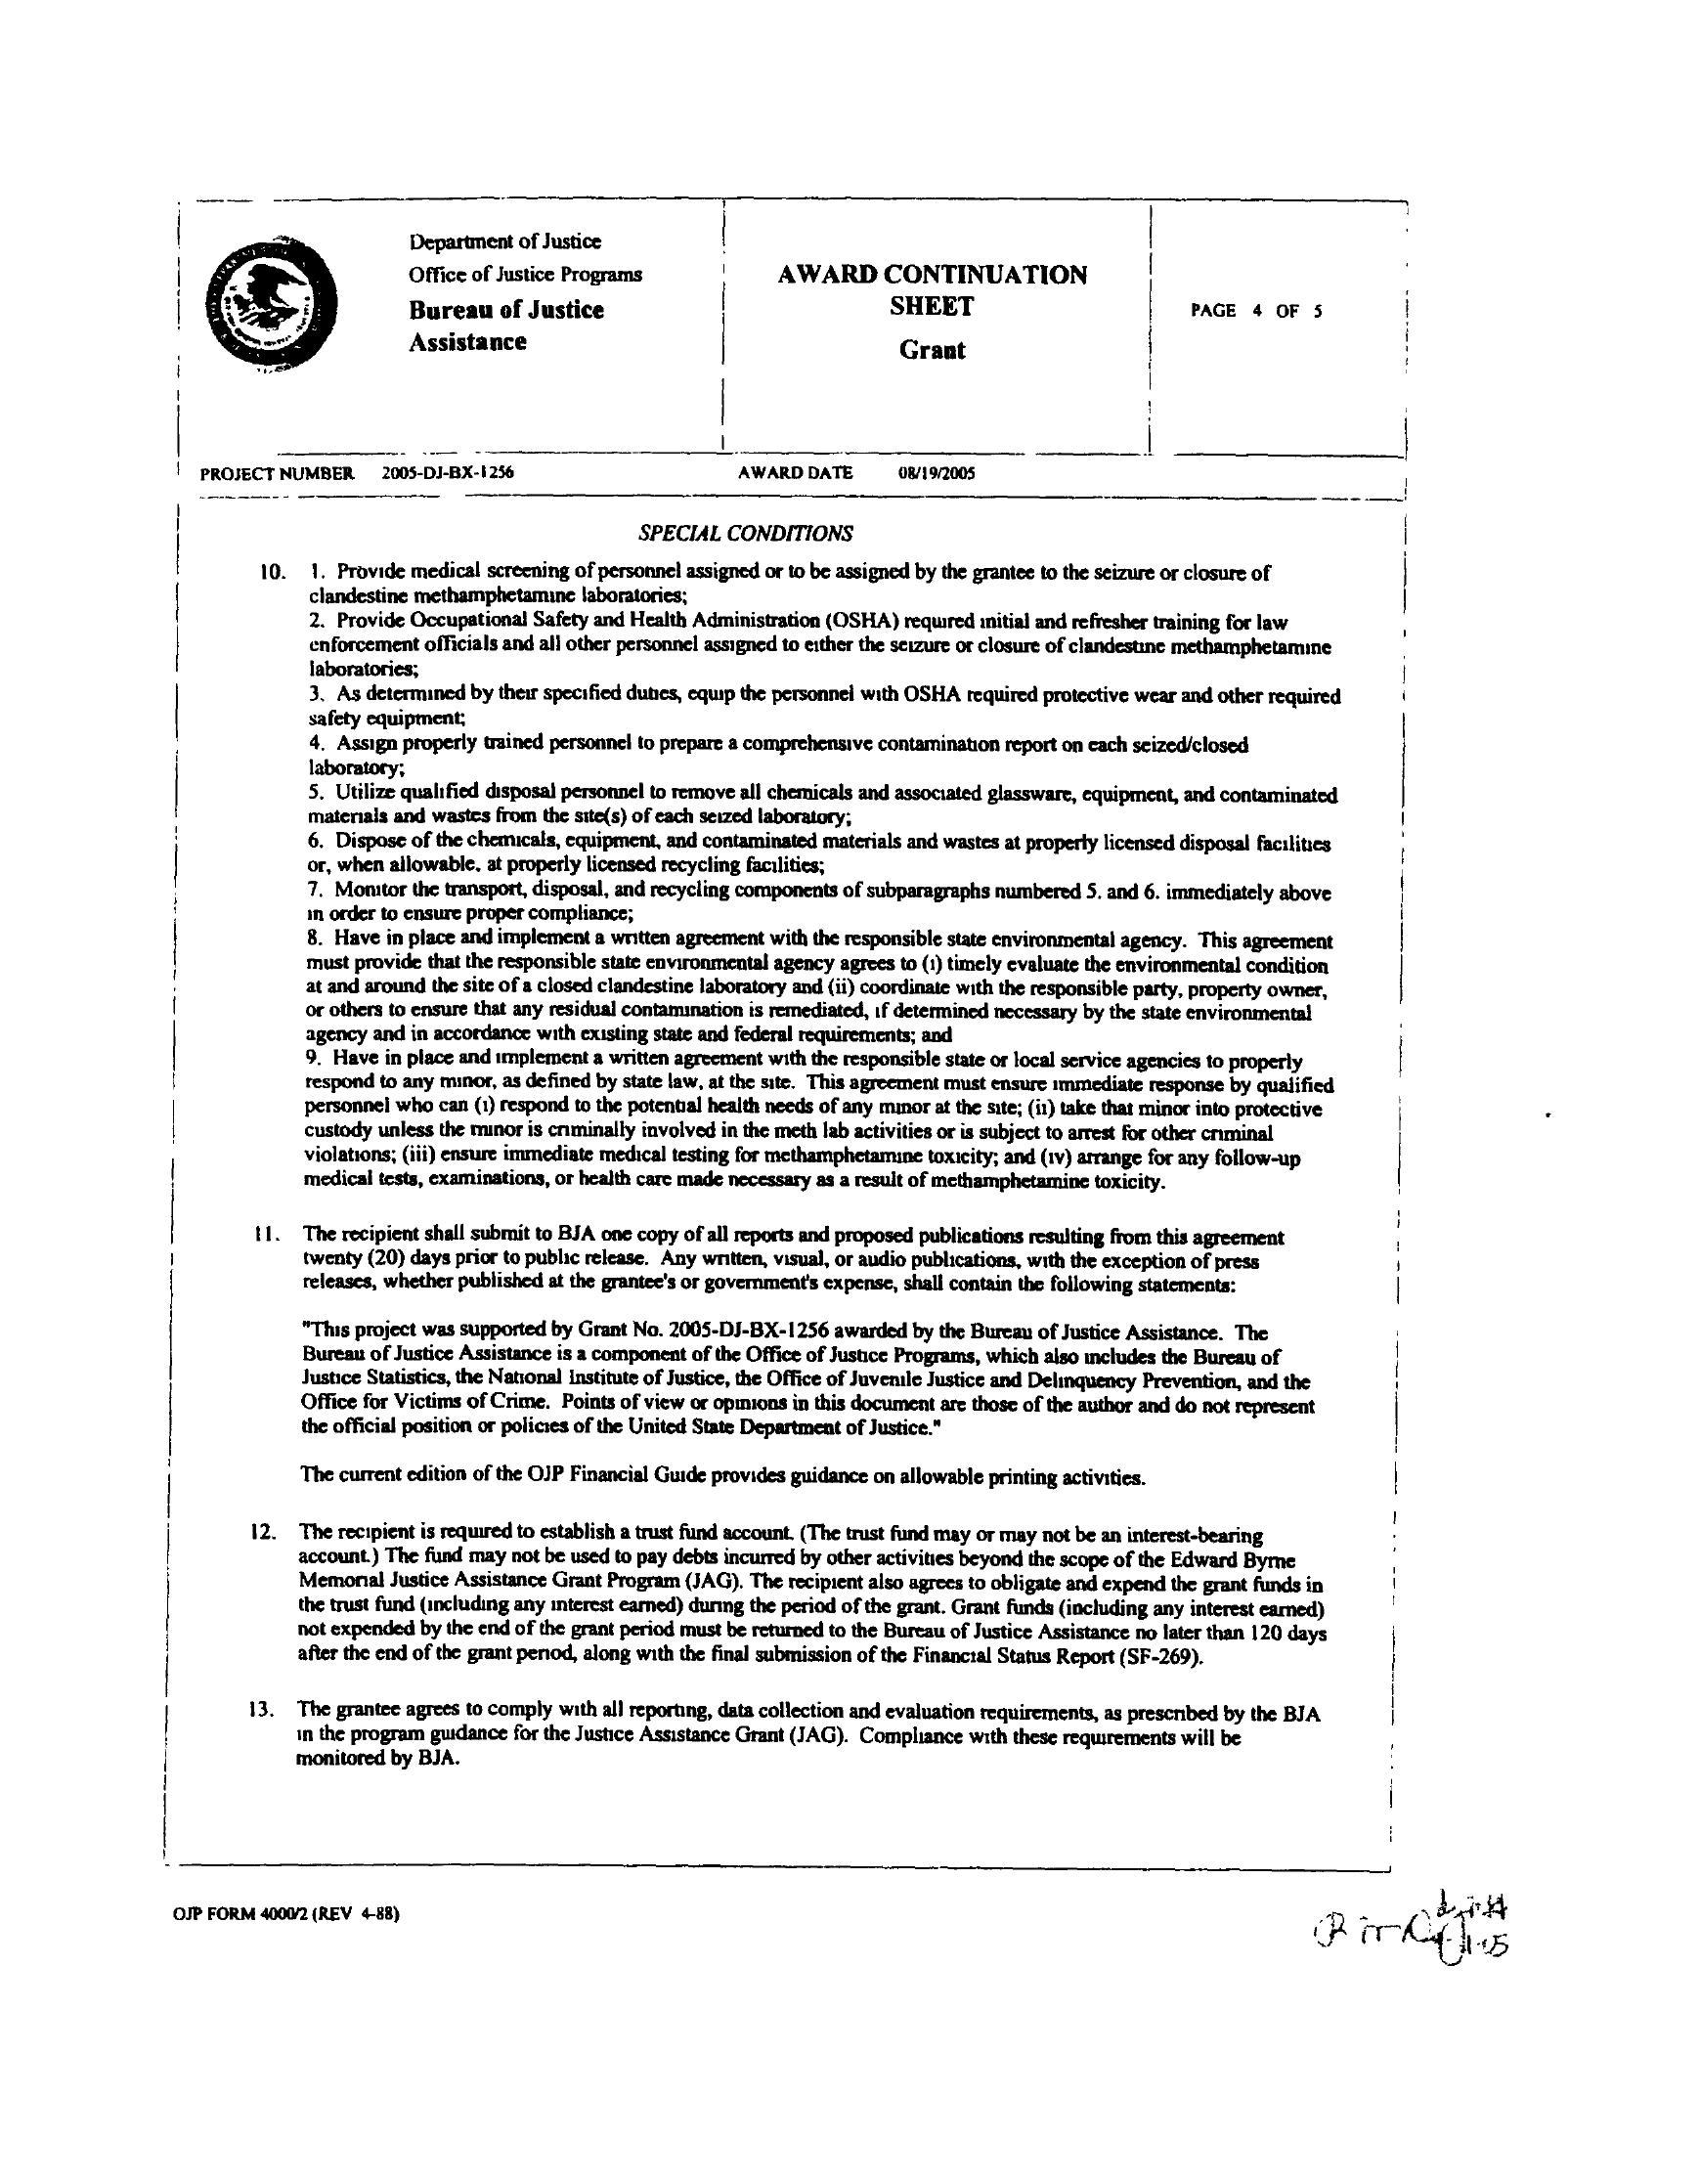 Department of Justice
Office of Justice Programs
Bureau of Justice
Assistance
AWARD CONTINUATION
SHEET
Grant
PAGE 4 OF 5
PROJECT NUMBER 2005-DJ-BX-1256
AWARD DATE 08/19/2005
SPECIAL CONDITIONS
10. 1. Provide medical screening of personnel assigned or to be assigned by the grantee to the seizure or closure of
clandestine methamphetamine laboratories;
2. Provide Occupational Safety and Health Administration (OSHA) required initial and refresher training for law
enforcement officials and all other personnel assigned to either the seizure or closure of clandestine methamphetamine
laboratories;
3. As determined by their specified duties, equip the personnel with OSHA required protective wear and other required
safety equipment;
4. Assign properly trained personnel to prepare a comprehensive contamination report on each seized/closed
laboratory;
5. Utilize qualified disposal personnel to remove all chemicals and associated glassware, equipment, and contaminated
materials and wastes from the site(s) of each seized laboratory;
6. Dispose of the chemicals, equipment, and contaminated materials and wastes at properly licensed disposal facilities
or, when allowable, at properly licensed recycling facilities;
7. Monitor the transport, disposal, and recycling components of subparagraphs numbered 5. and 6. immediately above
in order to ensure proper compliance;
8. Have in place and implement a written agreement with the responsible state environmental agency. This agreement
must provide that the responsible state environmental agency agrees to (i) timely evaluate the environmental condition
at and around the site of a closed clandestine laboratory and (ii) coordinate with the responsible party, property owner,
or others to ensure that any residual contamination is remediated, if determined necessary by the state environmental
agency and in accordance with existing state and federal requirements; and
9. Have in place and implement a written agreement with the responsible state or local service agencies to properly
respond to any minor, as defined by state law, at the site. This agreement must ensure immediate response by qualified
personnel who can (i) respond to the potential health needs of any minor at the site; (ii) take that minor into protective
custody unless the minor is criminally involved in the meth lab activities or is subject to arrest for other criminal
violations; (iii) ensure immediate medical testing for methamphetamine toxicity; and (iv) arrange for any follow-up
medical tests, examinations, or health care made necessary as a result of methamphetamine toxicity.
11. The recipient shall submit to BJA one copy of all reports and proposed publications resulting from this agreement
twenty (20) days prior to public release. Any written, visual, or audio publications, with the exception of press
releases, whether published at the grantee's or government's expense, shall contain the following statements:
"This project was supported by Grant No. 2005-DJ-BX-1256 awarded by the Bureau of Justice Assistance. The
Bureau of Justice Assistance is a component of the Office of Justice Programs, which also includes the Bureau of
Justice Statistics, the National Institute of Justice, the Office of Juvenile Justice and Delinquency Prevention, and the
Office for Victims of Crime. Points of view or opinions in this document are those of the author and do not represent
the official position or policies of the United State Department of Justice."
The current edition of the OJP Financial Guide provides guidance on allowable printing activities.
12. The recipient is required to establish a trust fund account. (The trust fund may or may not be an interest-bearing
account.) The fund may not be used to pay debts incurred by other activities beyond the scope of the Edward Byrne
Memorial Justice Assistance Grant Program (JAG). The recipient also agrees to obligate and expend the grant funds in
the trust fund (including any interest earned) during the period of the grant. Grant funds (including any interest earned)
not expended by the end of the grant period must be returned to the Bureau of Justice Assistance no later than 120 days
after the end of the grant period, along with the final submission of the Financial Status Report (SF-269).
13. The grantee agrees to comply with all reporting, data collection and evaluation requirements, as prescribed by the BJA
in the program guidance for the Justice Assistance Grant (JAG). Compliance with these requirements will be
monitored by BJA.
OJP FORM 4000/2 (REV 4-88)